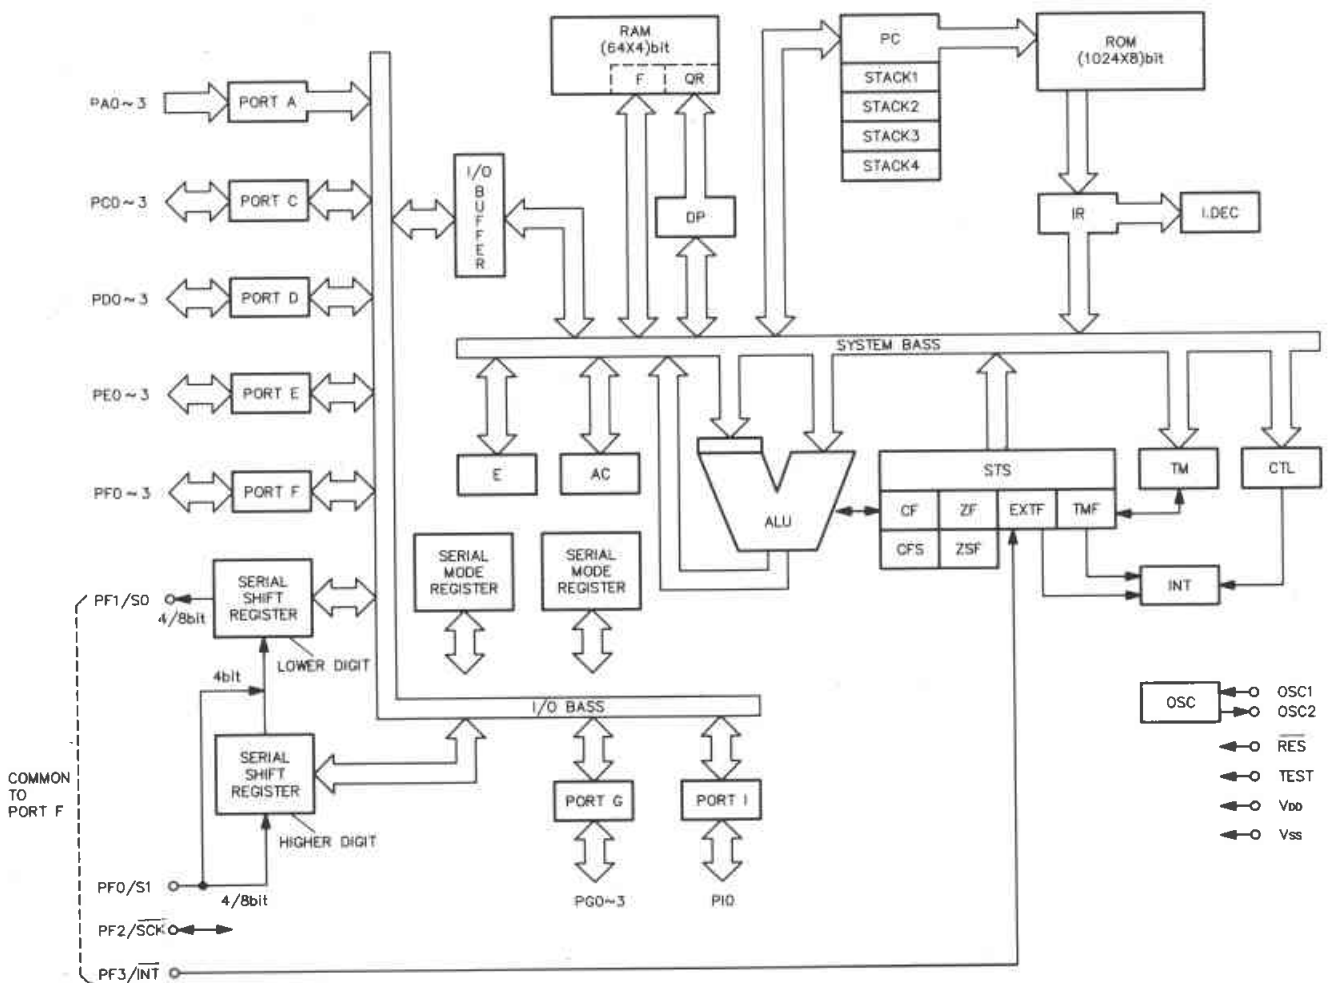 RAM
(64X4)bit
F
QR
PC
STACK1
STACK2
STACK3
STACK4
ROM
(1024X8)bit
PA0~3
PORT A
PC0~3
PORT C
I/O
BUFFER
DP
IR
I.DEC
PD0~3
PORT D
SYSTEM BASS
PE0~3
PORT E
PF0~3
PORT F
E
AC
ALU
STS
CF
ZF
EXTF
TMF
CFS
ZSF
TM
CTL
INT
SERIAL
MODE
REGISTER
SERIAL
MODE
REGISTER
PF1/S0
4/8bit
SERIAL
SHIFT
REGISTER
LOWER DIGIT
4bit
I/O BASS
OSC
OSC1
OSC2
RES
TEST
VDD
VSS
COMMON
TO
PORT F
SERIAL
SHIFT
REGISTER
HIGHER DIGIT
PORT G
PORT I
PF0/S1
4/8bit
PG0~3
PI0
PF2/SCK
PF3/INT